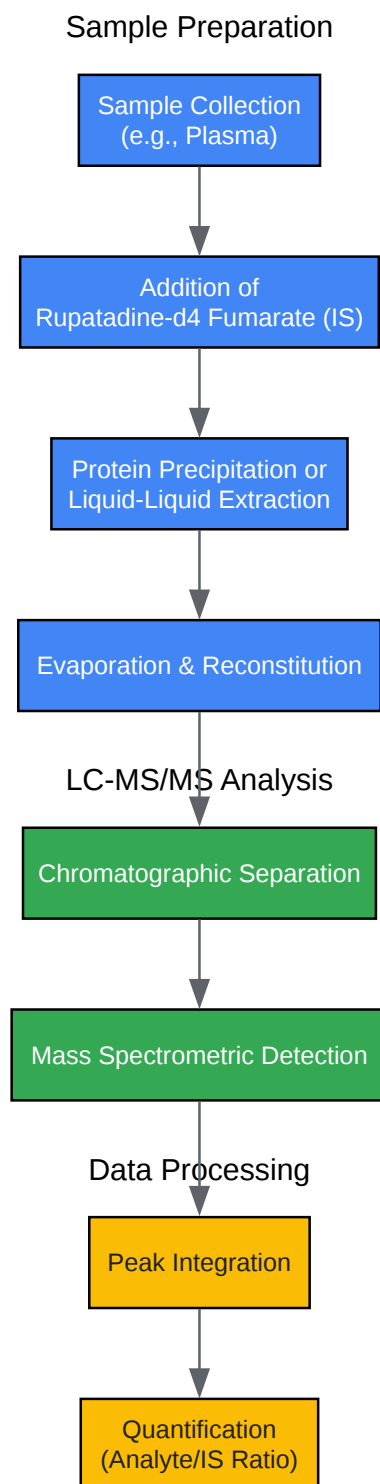 Sample Preparation
Sample Collection
(e.g., Plasma)
Addition of
Rupatadine-d4 Fumarate (IS)
Protein Precipitation or
Liquid-Liquid Extraction
Evaporation & Reconstitution
LC-MS/MS Analysis
Chromatographic Separation
Mass Spectrometric Detection
Data Processing
Peak Integration
Quantification
(Analyte/IS Ratio)